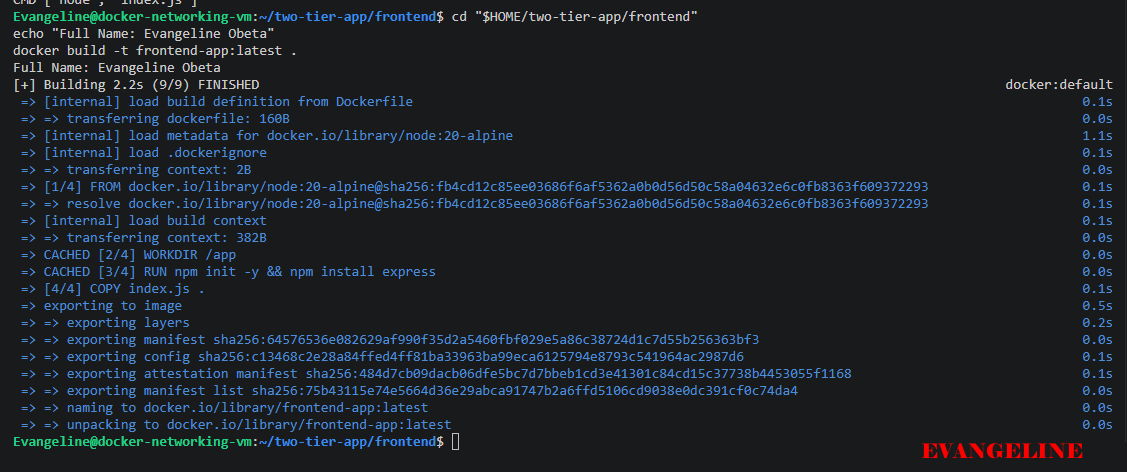 CMD ["node", "index.js"]
Evangeline@docker-networking-vm:~/two-tier-app/frontend$ cd "$HOME/two-tier-app/frontend"
echo "Full Name: Evangeline Obeta"
docker build -t frontend-app:latest .
Full Name: Evangeline Obeta
[+] Building 2.2s (9/9) FINISHED docker:default
=> [internal] load build definition from Dockerfile 0.1s
=> => transferring dockerfile: 160B 0.0s
=> [internal] load metadata for docker.io/library/node:20-alpine 1.1s
=> [internal] load .dockerignore 0.1s
=> => transferring context: 2B 0.0s
=> [1/4] FROM docker.io/library/node:20-alpine@sha256:fb4cd12c85ee03686f6af5362a0b0d56d50c58a04632e6c0fb8363f609372293 0.1s
=> => resolve docker.io/library/node:20-alpine@sha256:fb4cd12c85ee03686f6af5362a0b0d56d50c58a04632e6c0fb8363f609372293 0.1s
=> [internal] load build context 0.1s
=> => transferring context: 382B 0.0s
=> CACHED [2/4] WORKDIR /app 0.0s
=> CACHED [3/4] RUN npm init -y && npm install express 0.0s
=> [4/4] COPY index.js . 0.1s
=> exporting to image 0.5s
=> => exporting layers 0.2s
=> => exporting manifest sha256:64576536e082629af990f35d2a5460fbf029e5a86c38724d1c7d55b256363bf3 0.0s
=> => exporting config sha256:c13468c2e28a84ffed4ff81ba33963ba99eca6125794e8793c541964ac2987d6 0.1s
=> => exporting attestation manifest sha256:484d7cb09dacb06dfe5bc7d7bbeb1cd3e41301c84cd15c37738b4453055f1168 0.1s
=> => exporting manifest list sha256:75b43115e74e5664d36e29abca91747b2a6ffd5106cd9038e0dc391cf0c74da4 0.0s
=> => naming to docker.io/library/frontend-app:latest 0.0s
=> => unpacking to docker.io/library/frontend-app:latest 0.0s
Evangeline@docker-networking-vm:~/two-tier-app/frontend$
EVANGELINE